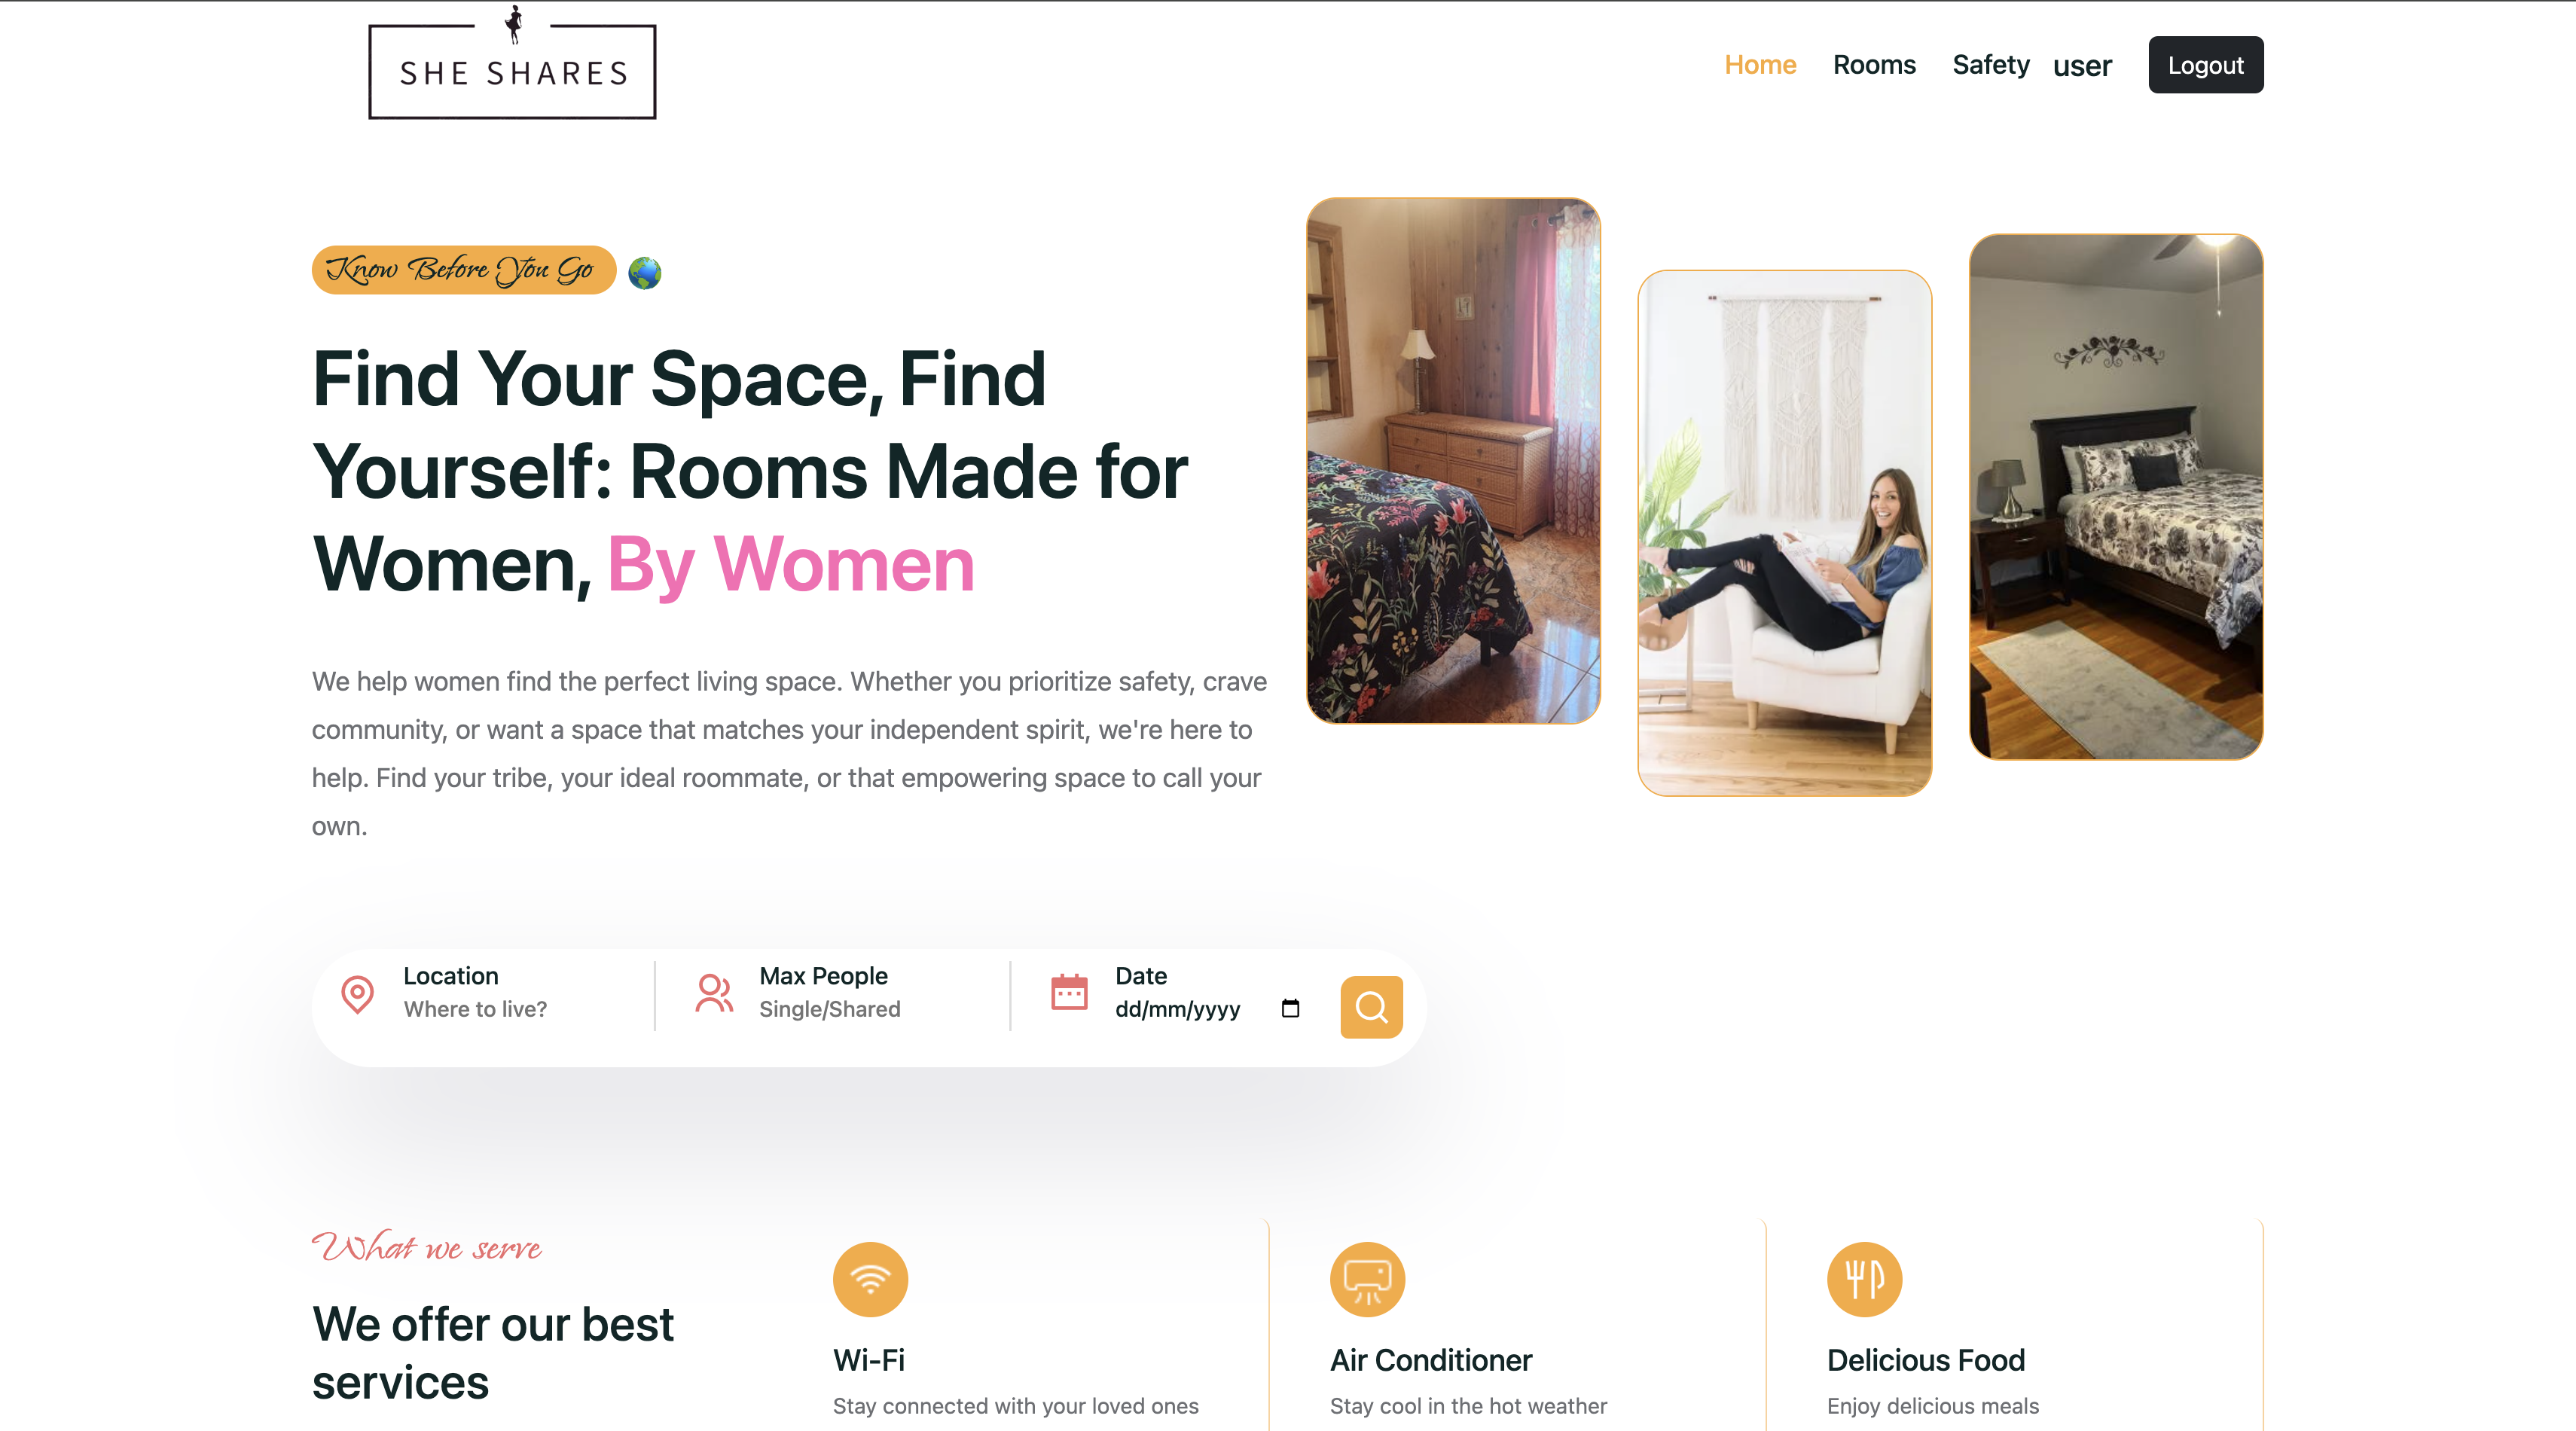 SHE SHARES
Home Rooms Safety user Logout
Know Before You Go
Find Your Space, Find
Yourself: Rooms Made for
Women, By Women
We help women find the perfect living space. Whether you prioritize safety, crave
community, or want a space that matches your independent spirit, we're here to
help. Find your tribe, your ideal roommate, or that empowering space to call your
own.
Location
Where to live?
Max People
Single/Shared
Date
dd/mm/yyyy
What we serve
We offer our best
services
Wi-Fi
Stay connected with your loved ones
Air Conditioner
Stay cool in the hot weather
Delicious Food
Enjoy delicious meals